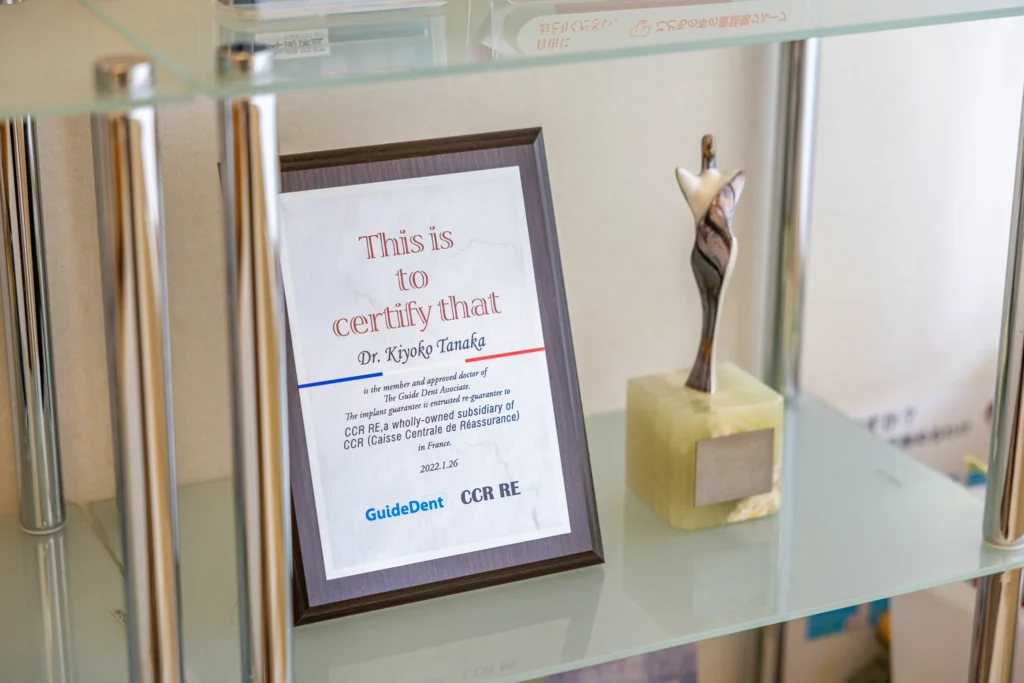 This is
to
certify that
Dr. Kiyoko Tanaka
is the member and approved doctor of
The Guide Dent Associate.
The implant guarantee is entrusted re-guarantee to
CCR RE,a wholly-owned subsidiary of
CCR (Caisse Centrale de Réassurance)
in France.
2022.1.26
GuideDent CCR RE